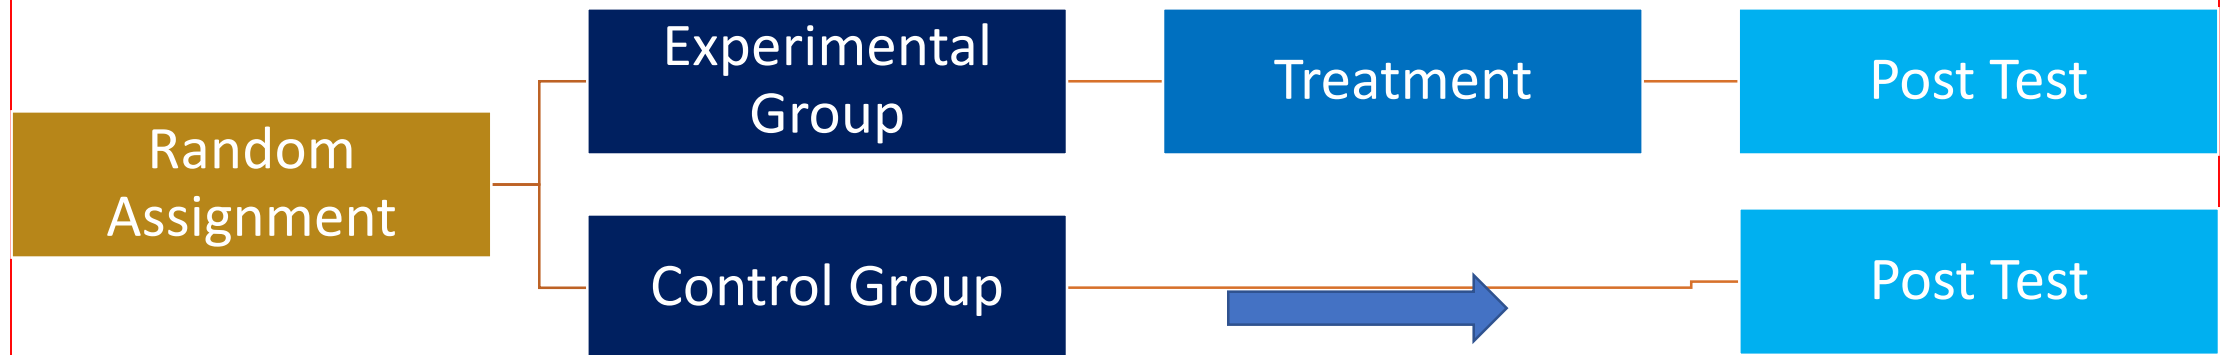 Random
Assignment
Experimental
Group
Treatment
Post Test
Control Group
Post Test